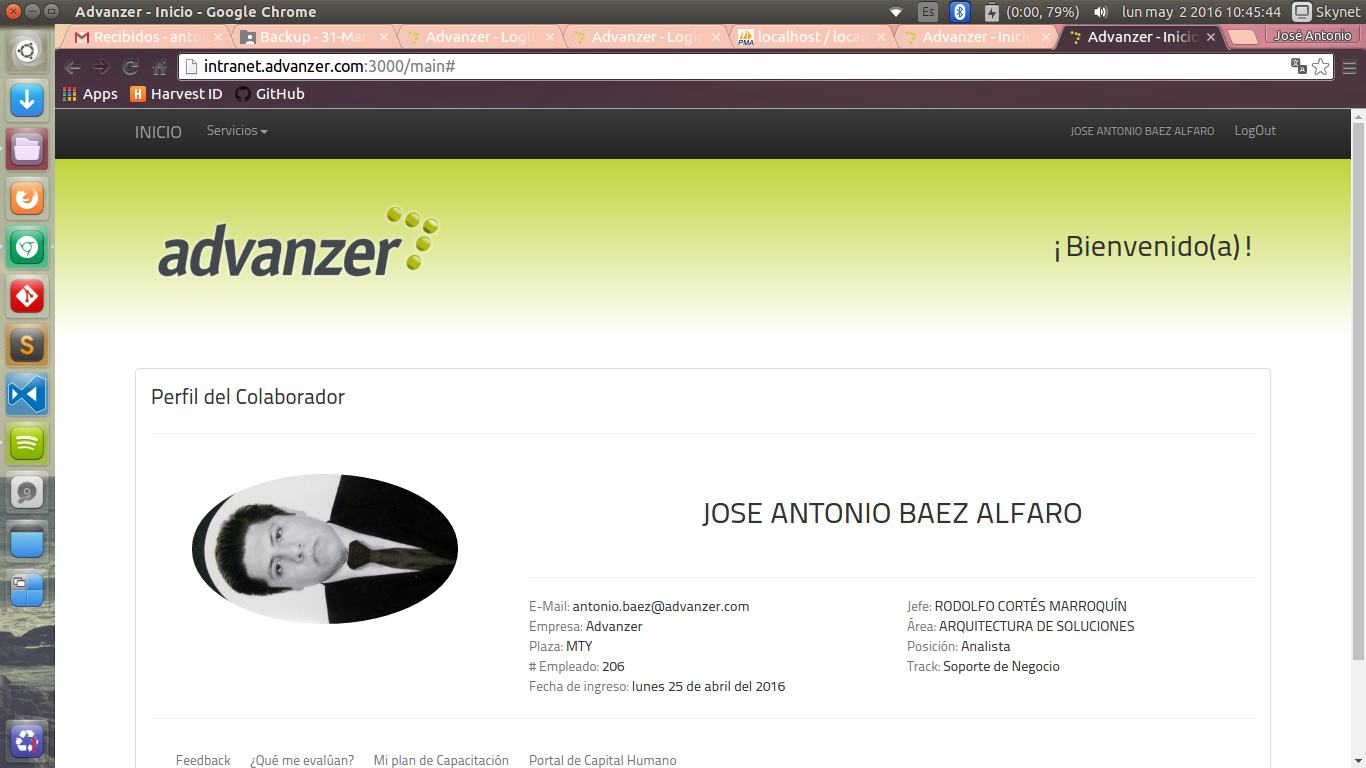 Advanzer - Inicio - Google Chrome
Es
(0:00, 79%)
lun may 2 2016 10:45:44
Skynet
Recibidos - anto
Backup - 31-Mar
Advanzer - Login
Advanzer - Login
localhost / local
Advanzer - Inicio
Advanzer - Inicio
José Antonio
intranet.advanzer.com:3000/main#
Apps
Harvest ID
GitHub
INICIO
Servicios
JOSE ANTONIO BAEZ ALFARO
LogOut
advanzer
¡Bienvenido(a)!
Perfil del Colaborador
JOSE ANTONIO BAEZ ALFARO
E-Mail: antonio.baez@advanzer.com
Empresa: Advanzer
Plaza: MTY
# Empleado: 206
Fecha de ingreso: lunes 25 de abril del 2016
Jefe: RODOLFO CORTÉS MARROQUÍN
Área: ARQUITECTURA DE SOLUCIONES
Posición: Analista
Track: Soporte de Negocio
Feedback
¿Qué me evalúan?
Mi plan de Capacitación
Portal de Capital Humano